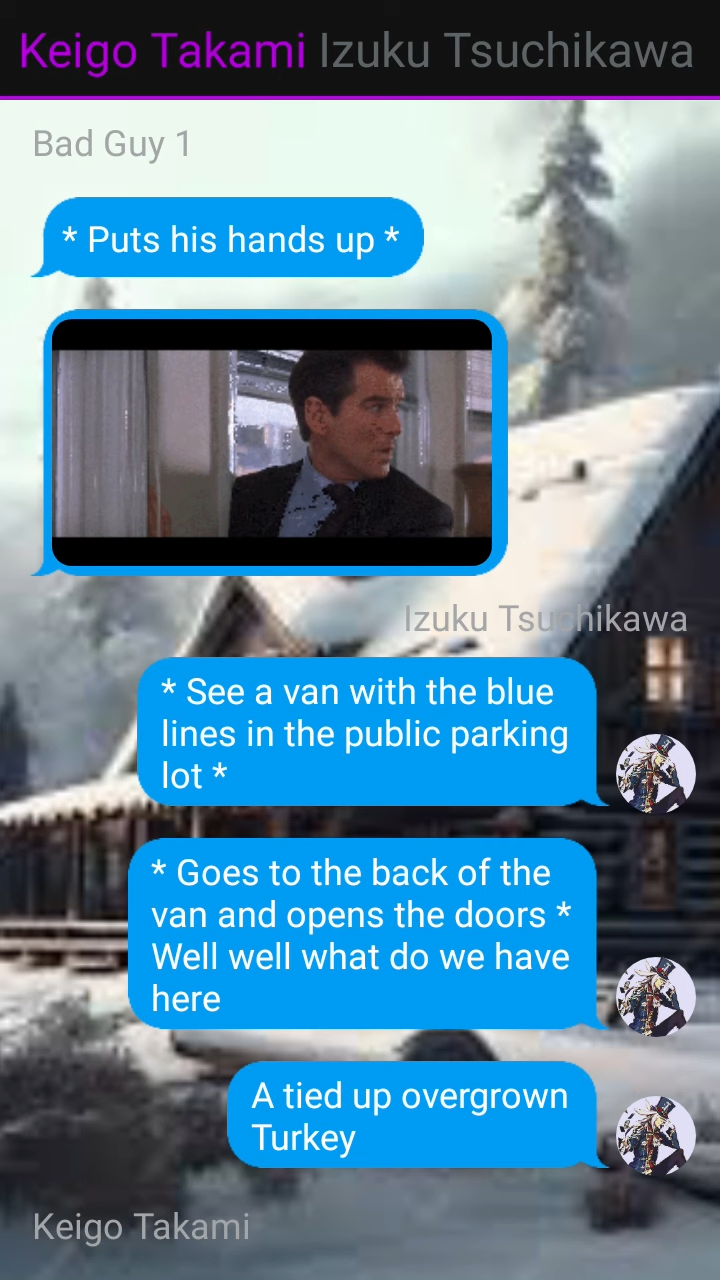 Keigo Takami Izuku Tsuchikawa
Bad Guy 1
* Puts his hands up *
Izuku Tsuchikawa
* See a van with the blue
lines in the public parking
lot *
* Goes to the back of the
van and opens the doors *
Well well what do we have
here
A tied up overgrown
Turkey
Keigo Takami